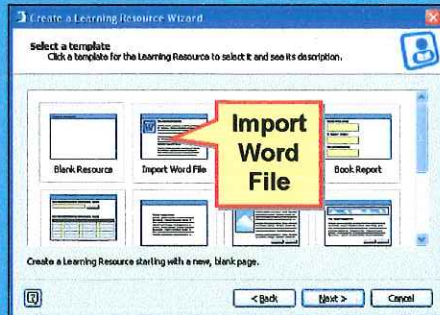 Create a Learning Resource Wizard
Select a template
Click a template for the Learning Resource to select it and see its description.
Blank Resource
Import Word File
Import
Word
File
Book Report
Create a Learning Resource starting with a new, blank page.
< Back
Next >
Cancel